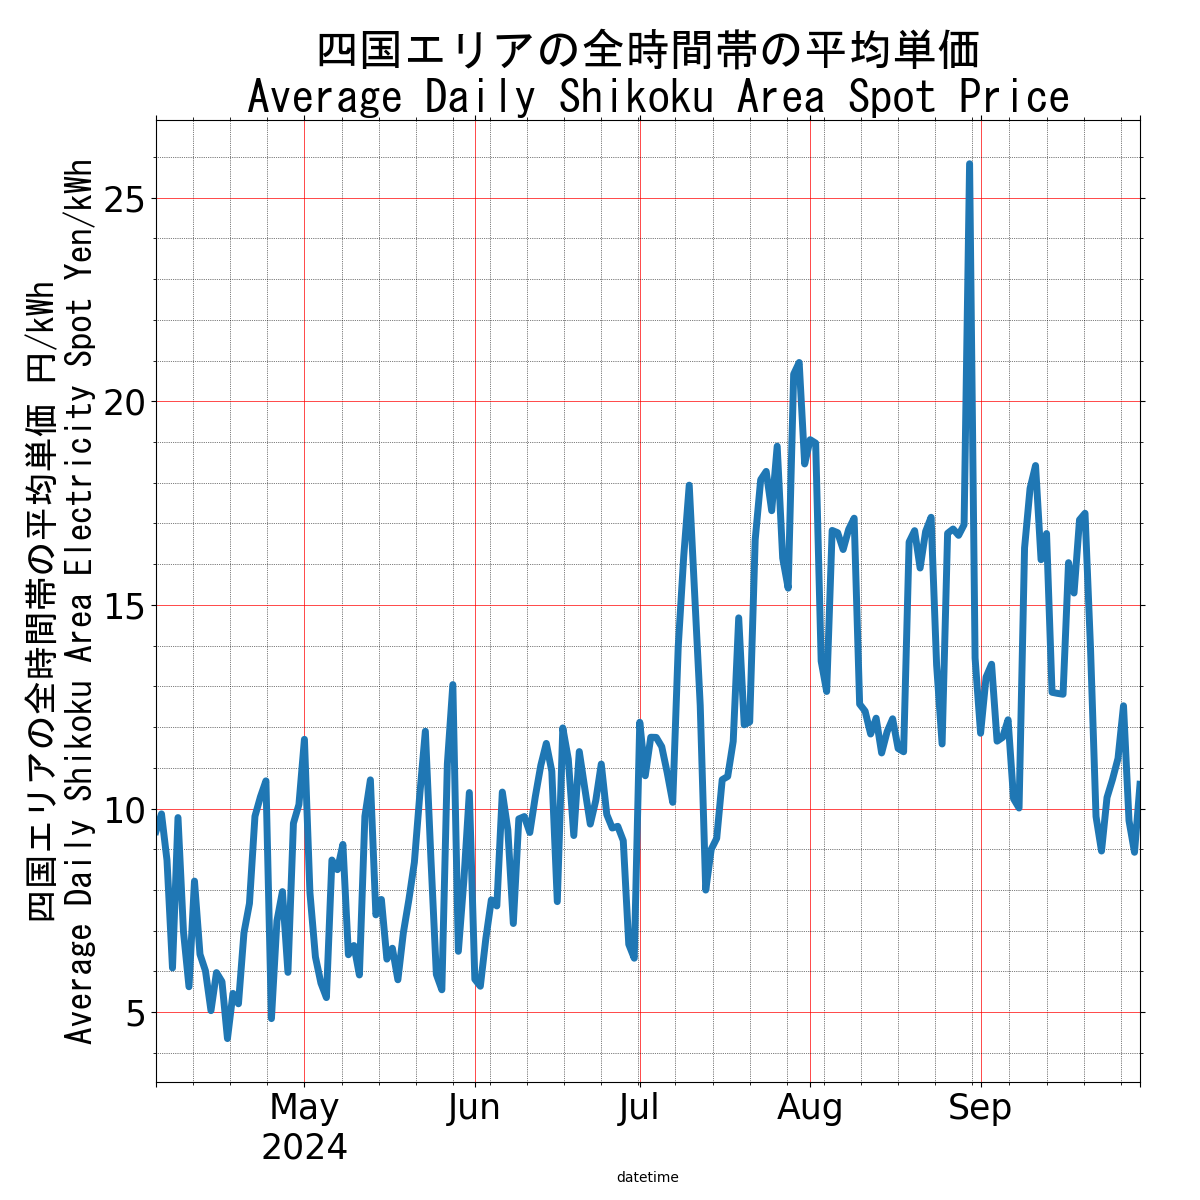 四国エリアの全時間帯の平均単価
Average Daily Shikoku Area Spot Price
四国エリアの全時間帯の平均単価 円/kWh
Average Daily Shikoku Area Electricity Spot Yen/kWh
25
20
15
10
5
May Jun Jul Aug Sep
2024
datetime